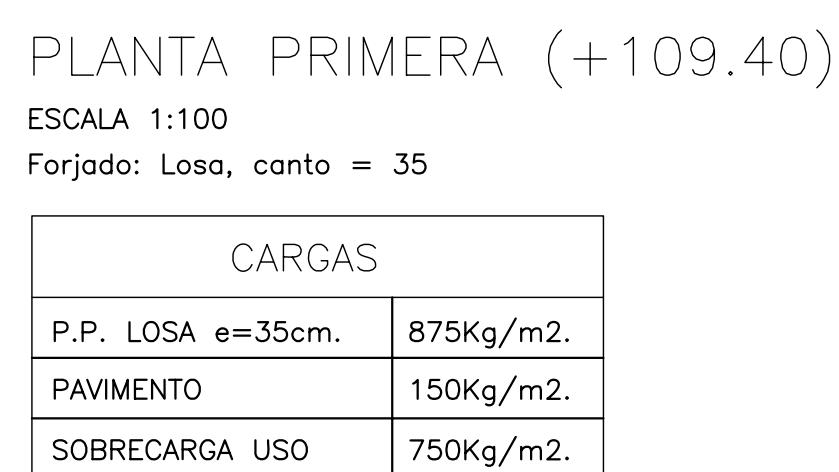 PLANTA PRIMERA (+109.40)
ESCALA 1:100
Forjado: Losa, canto = 35
CARGAS
P.P. LOSA e=35cm. 875Kg/m2.
PAVIMENTO 150Kg/m2.
SOBRECARGA USO 750Kg/m2.